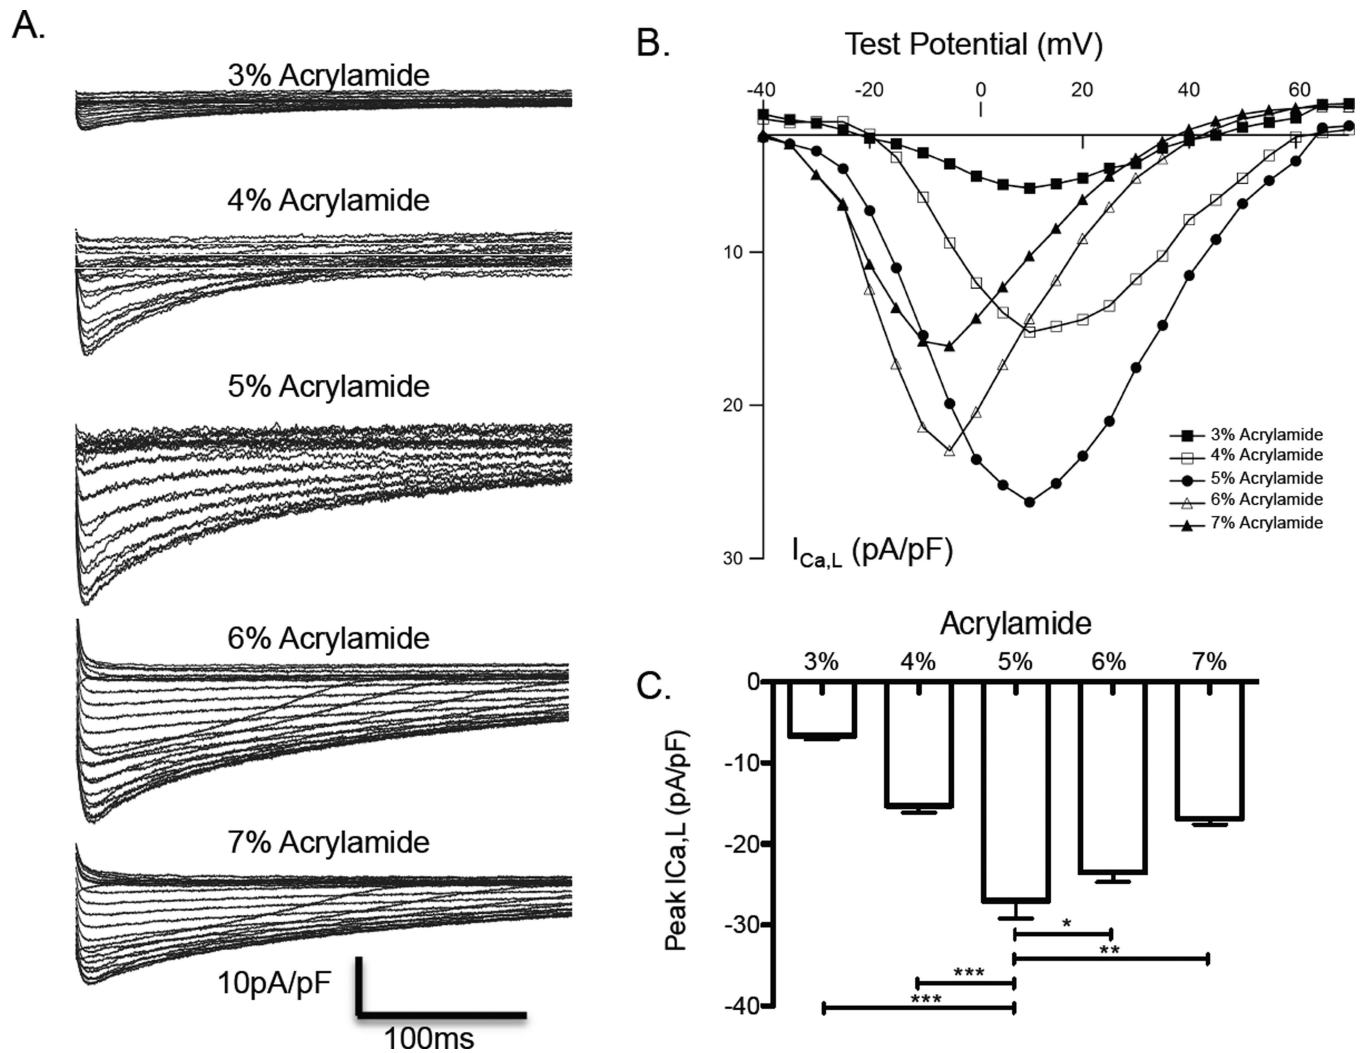 A.
3% Acrylamide
4% Acrylamide
5% Acrylamide
6% Acrylamide
7% Acrylamide
10pA/pF
100ms
B.
Test Potential (mV)
-40 -20 0 20 40 60
10
20
30
I_Ca,L (pA/pF)
3% Acrylamide
4% Acrylamide
5% Acrylamide
6% Acrylamide
7% Acrylamide
C.
Acrylamide
3% 4% 5% 6% 7%
0
-10
-20
-30
-40
Peak ICa,L (pA/pF)
*
**
***
***